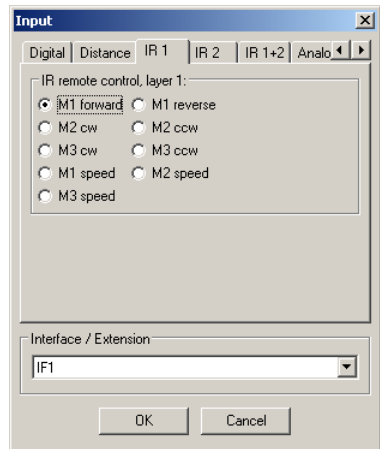 Input
Digital Distance IR 1 IR 2 IR 1+2 Analo
IR remote control, layer 1:
M1 forward M1 reverse
M2 cw M2 ccw
M3 cw M3 ccw
M1 speed M2 speed
M3 speed
Interface / Extension
IF1
OK Cancel